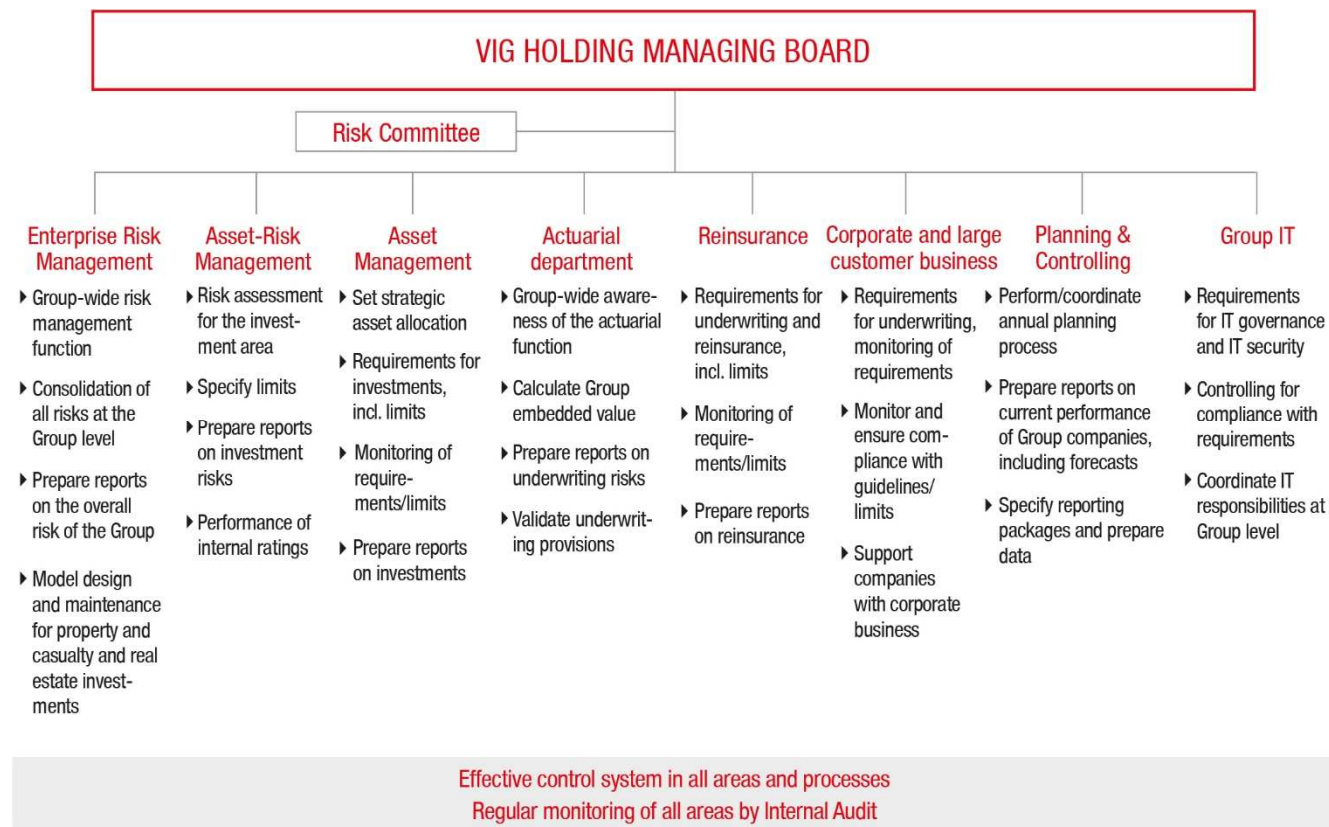 VIG HOLDING MANAGING BOARD
Risk Committee
Enterprise Risk
Management
▸ Group-wide risk
management
function
▸ Consolidation of
all risks at the
Group level
▸ Prepare reports
on the overall
risk of the Group
▸ Model design
and maintenance
for property and
casualty and real
estate invest-
ments
Asset-Risk
Management
▸ Risk assessment
for the invest-
ment area
▸ Specify limits
▸ Prepare reports
on investment
risks
▸ Performance of
internal ratings
Asset
Management
▸ Set strategic
asset allocation
▸ Requirements for
investments,
incl. limits
▸ Monitoring of
require-
ments/limits
▸ Prepare reports
on investments
Actuarial
department
▸ Group-wide aware-
ness of the actuarial
function
▸ Calculate Group
embedded value
▸ Prepare reports on
underwriting risks
▸ Validate underwrit-
ing provisions
Reinsurance
▸ Requirements for
underwriting and
reinsurance,
incl. limits
▸ Monitoring of
require-
ments/limits
▸ Prepare reports
on reinsurance
Corporate and large
customer business
▸ Requirements
for underwriting,
monitoring of
requirements
▸ Monitor and
ensure com-
pliance with
guidelines/
limits
▸ Support
companies
with corporate
business
Planning &
Controlling
▸ Perform/coordinate
annual planning
process
▸ Prepare reports on
current performance
of Group companies,
including forecasts
▸ Specify reporting
packages and prepare
data
Group IT
▸ Requirements
for IT governance
and IT security
▸ Controlling for
compliance with
requirements
▸ Coordinate IT
responsibilities at
Group level
Effective control system in all areas and processes
Regular monitoring of all areas by Internal Audit